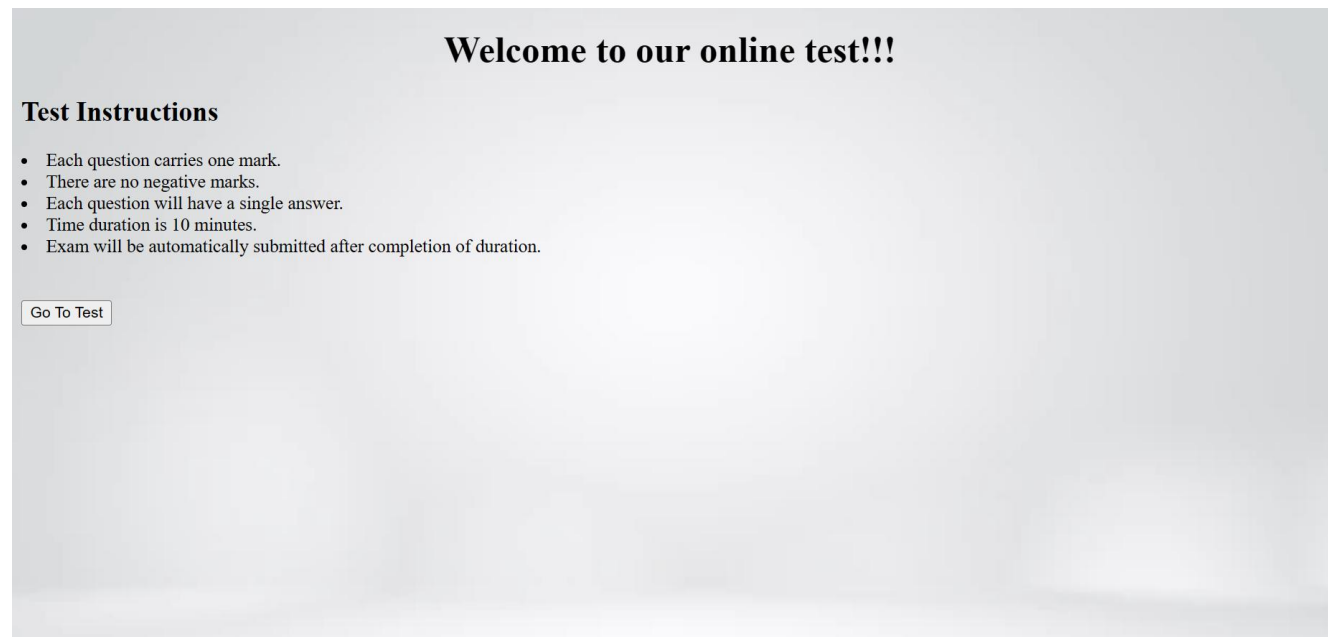 Welcome to our online test!!!
Test Instructions
Each question carries one mark.
There are no negative marks.
Each question will have a single answer.
Time duration is 10 minutes.
Exam will be automatically submitted after completion of duration.
Go To Test